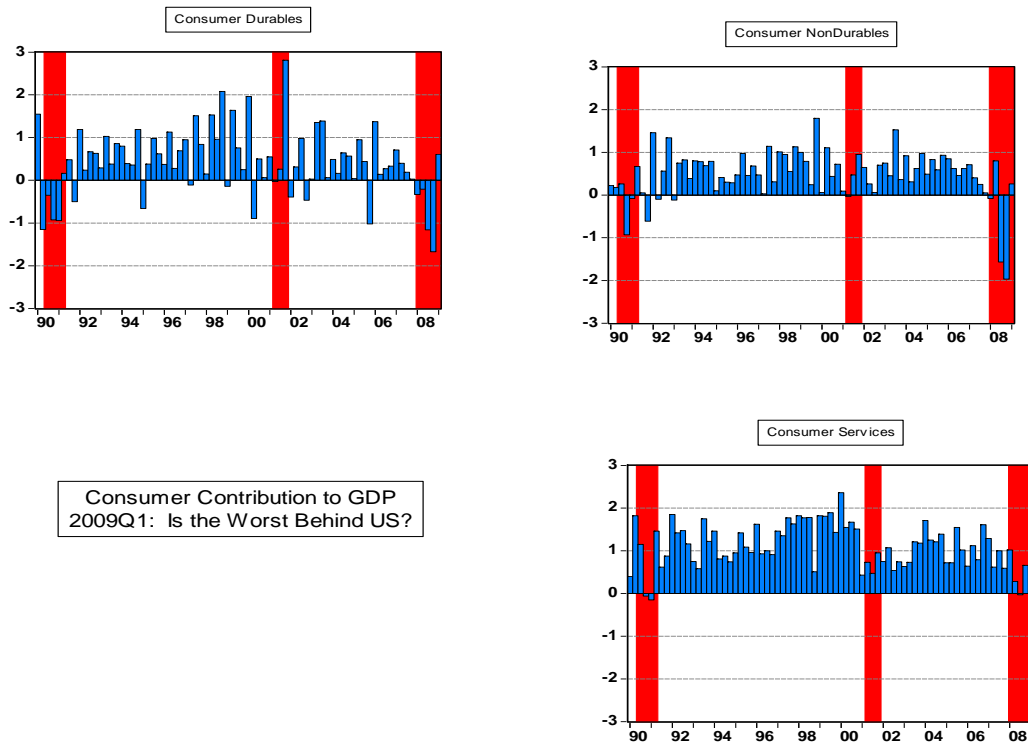 Consumer Durables
3
2
1
0
-1
-2
-3
90 92 94 96 98 00 02 04 06 08
Consumer NonDurables
3
2
1
0
-1
-2
-3
90 92 94 96 98 00 02 04 06 08
Consumer Contribution to GDP
2009Q1: Is the Worst Behind US?
Consumer Services
3
2
1
0
-1
-2
-3
90 92 94 96 98 00 02 04 06 08